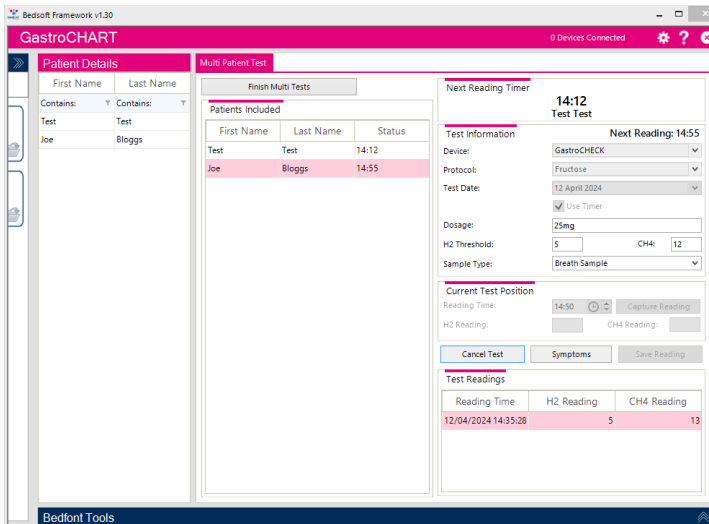 Bedsoft Framework v1.30
GastroCHART
0 Devices Connected
Patient Details
First Name Last Name
Contains: Contains:
Test Test
Joe Bloggs
Multi Patient Test
Finish Multi Tests
Patients Included
First Name Last Name Status
Test Test 14:12
Joe Bloggs 14:55
Next Reading Timer
14:12
Test Test
Test Information Next Reading: 14:55
Device: GastroCHECK
Protocol: Fructose
Test Date: 12 April 2024
Use Timer
Dosage: 25mg
H2 Threshold: 5 CH4: 12
Sample Type: Breath Sample
Current Test Position
Reading Time: 14:50 Capture Reading
H2 Reading: CH4 Reading:
Cancel Test Symptoms Save Reading
Test Readings
Reading Time H2 Reading CH4 Reading
12/04/2024 14:35:28 5 13
Bedfont Tools